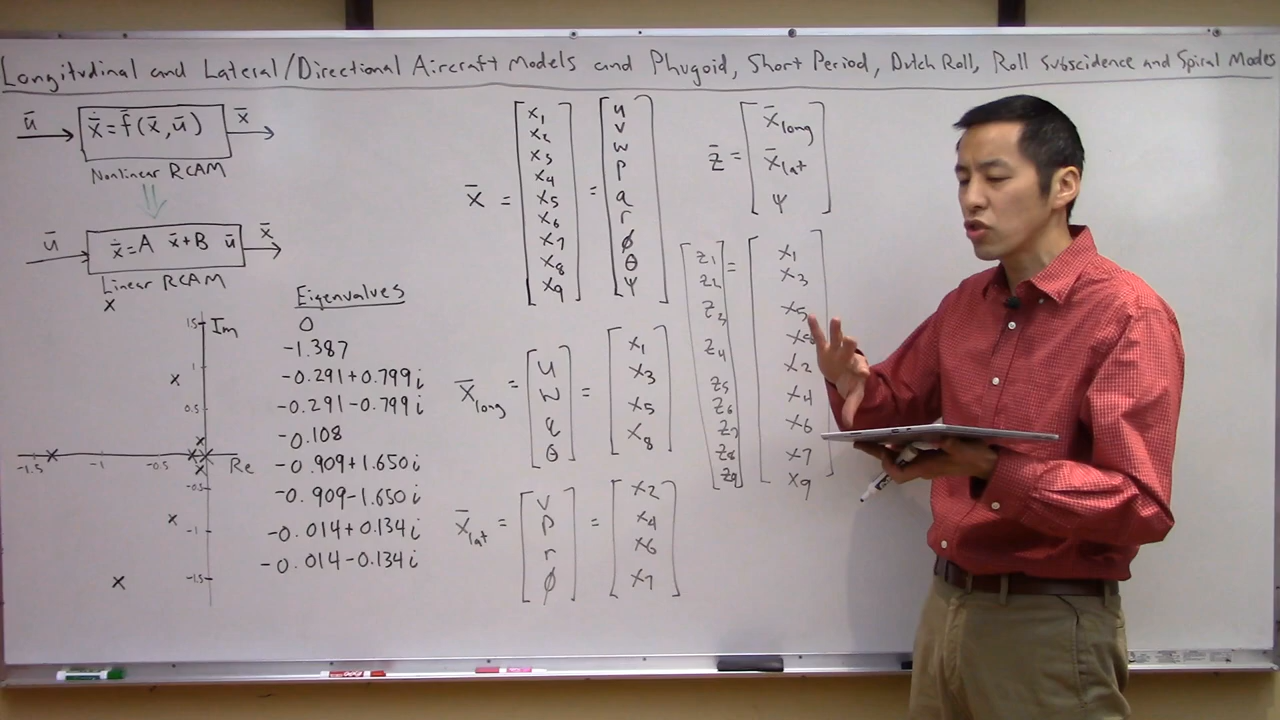 Longitudinal and Lateral/Directional Aircraft Models and Phugoid, Short Period, Dutch Roll, Roll Subscidence and Spiral Modes
ū
ẋ̄ = f̄(x̄, ū)
x̄
Nonlinear RCAM
ū
ẋ̄ = A x̄ + B ū
x̄
Linear RCAM
Im
1.5
1
0.5
-1.5
-1
-0.5
Re
-0.5
-1
-1.5
Eigenvalues
0
-1.387
-0.291+0.799i
-0.291-0.799i
-0.108
-0.909+1.650i
-0.909-1.650i
-0.014+0.134i
-0.014-0.134i
x̄ =
x1
x2
x3
x4
x5
x6
x7
x8
x9
=
u
v
w
p
q
r
ϕ
θ
ψ
x̄long =
u
w
q
θ
=
x1
x3
x5
x8
x̄lat =
v
p
r
ϕ
=
x2
x4
x6
x7
z̄ =
x̄long
x̄lat
ψ
z1
z2
z3
z4
z5
z6
z7
z8
z9
=
x1
x3
x5
x8
x2
x4
x6
x7
x9